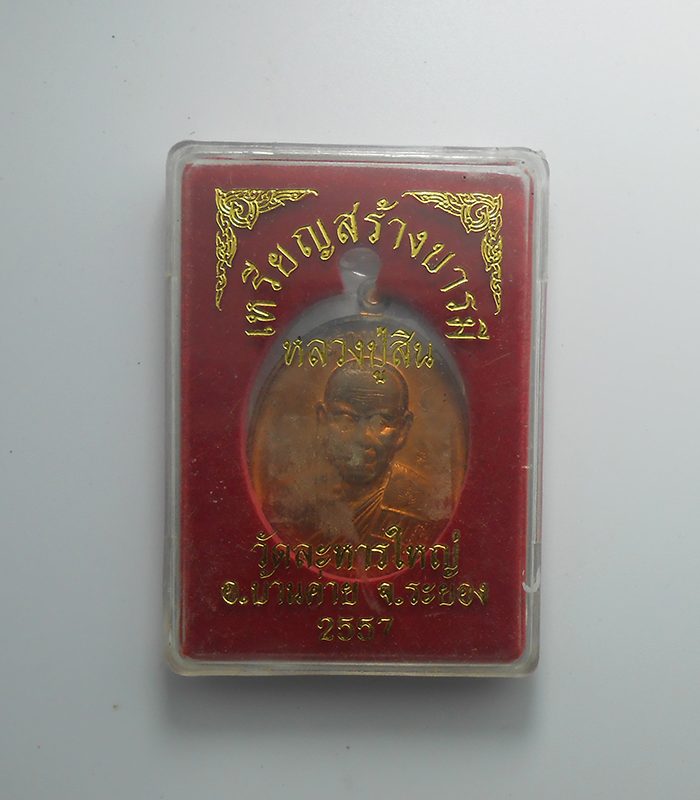 เหรียญสร้างบารมี
หลวงปู่สิน
วัดละหารใหญ่
อ.บ้านค่าย จ.ระยอง
2557